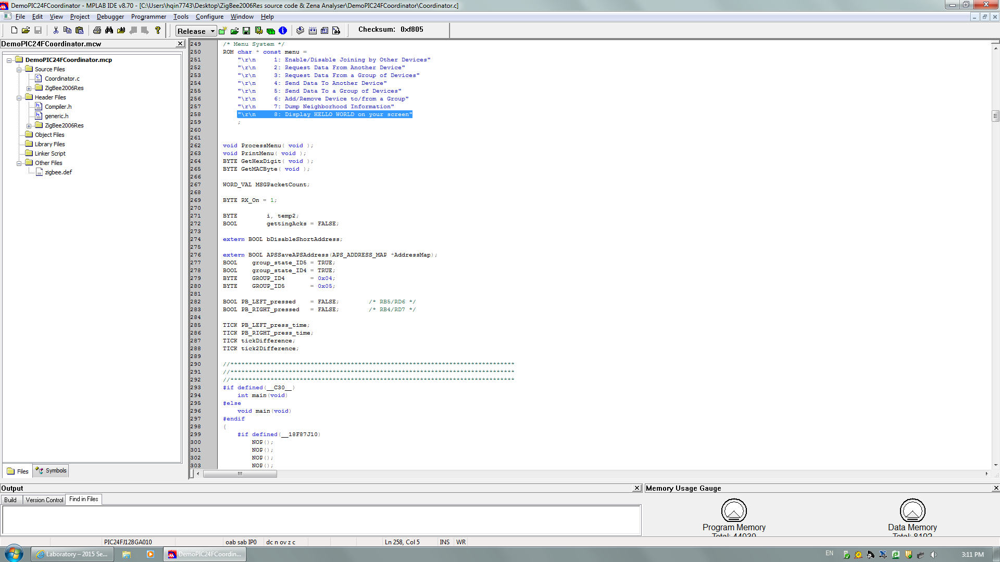 DemoPIC24FCoordinator - MPLAB IDE v8.70 - [C:\Users\hqin7743\Desktop\ZigBee2006Res source code & Zena Analyser\DemoPIC24FCoordinator\Coordinator.c]
File Edit View Project Debugger Programmer Tools Configure Window Help
Release Checksum: 0xf805
DemoPIC24FCoordinator.mcw
DemoPIC24FCoordinator.mcp
Source Files
Coordinator.c
ZigBee2006Res
Header Files
Compiler.h
generic.h
ZigBee2006Res
Object Files
Library Files
Linker Script
Other Files
zigbee.def
Files Symbols
249 /* Menu System */
250 ROM char * const menu =
251 "\r\n     1: Enable/Disable Joining by Other Devices"
252 "\r\n     2: Request Data From Another Device"
253 "\r\n     3: Request Data From a Group of Devices"
254 "\r\n     4: Send Data To Another Device"
255 "\r\n     5: Send Data To a Group of Devices"
256 "\r\n     6: Add/Remove Device to/from a Group"
257 "\r\n     7: Dump Neighborhood Information"
258 "\r\n     8: Display HELLO WORLD on your screen"
259 ;
260
261
262 void ProcessMenu( void );
263 void PrintMenu( void );
264 BYTE GetHexDigit( void );
265 BYTE GetMACByte( void );
266
267 WORD_VAL MSGPacketCount;
268
269 BYTE RX_On = 1;
270
271 BYTE        i, temp2;
272 BOOL        gettingAcks = FALSE;
273
274 extern BOOL bDisableShortAddress;
275
276 extern BOOL APSSaveAPSAddress(APS_ADDRESS_MAP *AddressMap);
277 BOOL    group_state_ID5 = TRUE;
278 BOOL    group_state_ID4 = TRUE;
279 BYTE    GROUP_ID4       = 0x04;
280 BYTE    GROUP_ID5       = 0x05;
281
282 BOOL PB_LEFT_pressed    = FALSE;        /* RB5/RD6 */
283 BOOL PB_RIGHT_pressed   = FALSE;        /* RB4/RD7 */
284
285 TICK PB_LEFT_press_time;
286 TICK PB_RIGHT_press_time;
287 TICK tickDifference;
288 TICK tick2Difference;
289
290 //******************************************************************************
291 //******************************************************************************
292 //******************************************************************************
293 #if defined(__C30__)
294     int main(void)
295 #else
296     void main(void)
297 #endif
298 {
299     #if defined(__18F87J10)
300         NOP();
301         NOP();
302         NOP();
303         NOP();
Output
Build Version Control Find in Files
Memory Usage Gauge
Program Memory Data Memory
Total: 44030 Total: 8192
PIC24FJ128GA010 oab sab IP0 dc n ov z c Ln 258, Col 5 INS WR
Laboratory – 2015 Se... DemoPIC24FCoordin... EN 3:11 PM